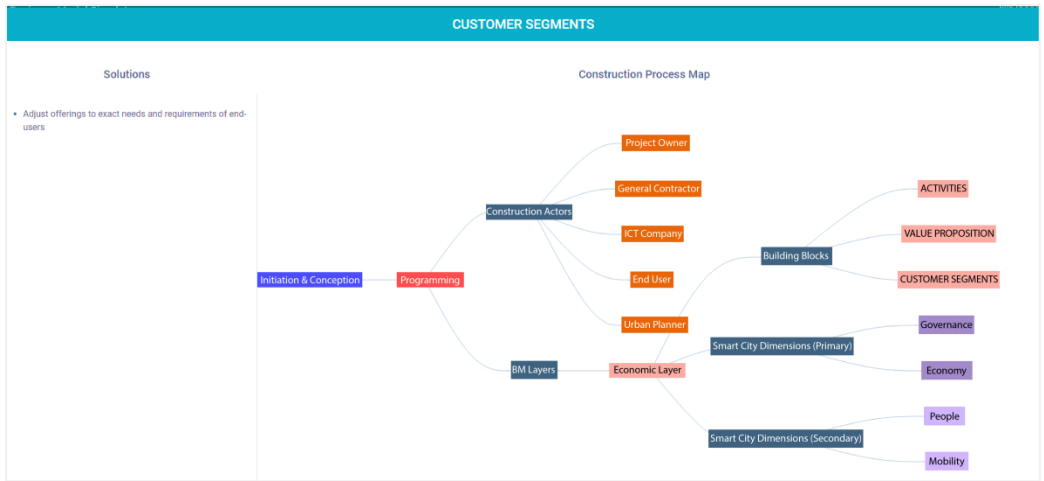 CUSTOMER SEGMENTS
Solutions
Construction Process Map
• Adjust offerings to exact needs and requirements of end-
users
Project Owner
General Contractor
ACTIVITIES
Construction Actors
ICT Company
VALUE PROPOSITION
Building Blocks
Initiation & Conception
Programming
End User
CUSTOMER SEGMENTS
Urban Planner
Governance
Smart City Dimensions (Primary)
BM Layers
Economic Layer
Economy
People
Smart City Dimensions (Secondary)
Mobility